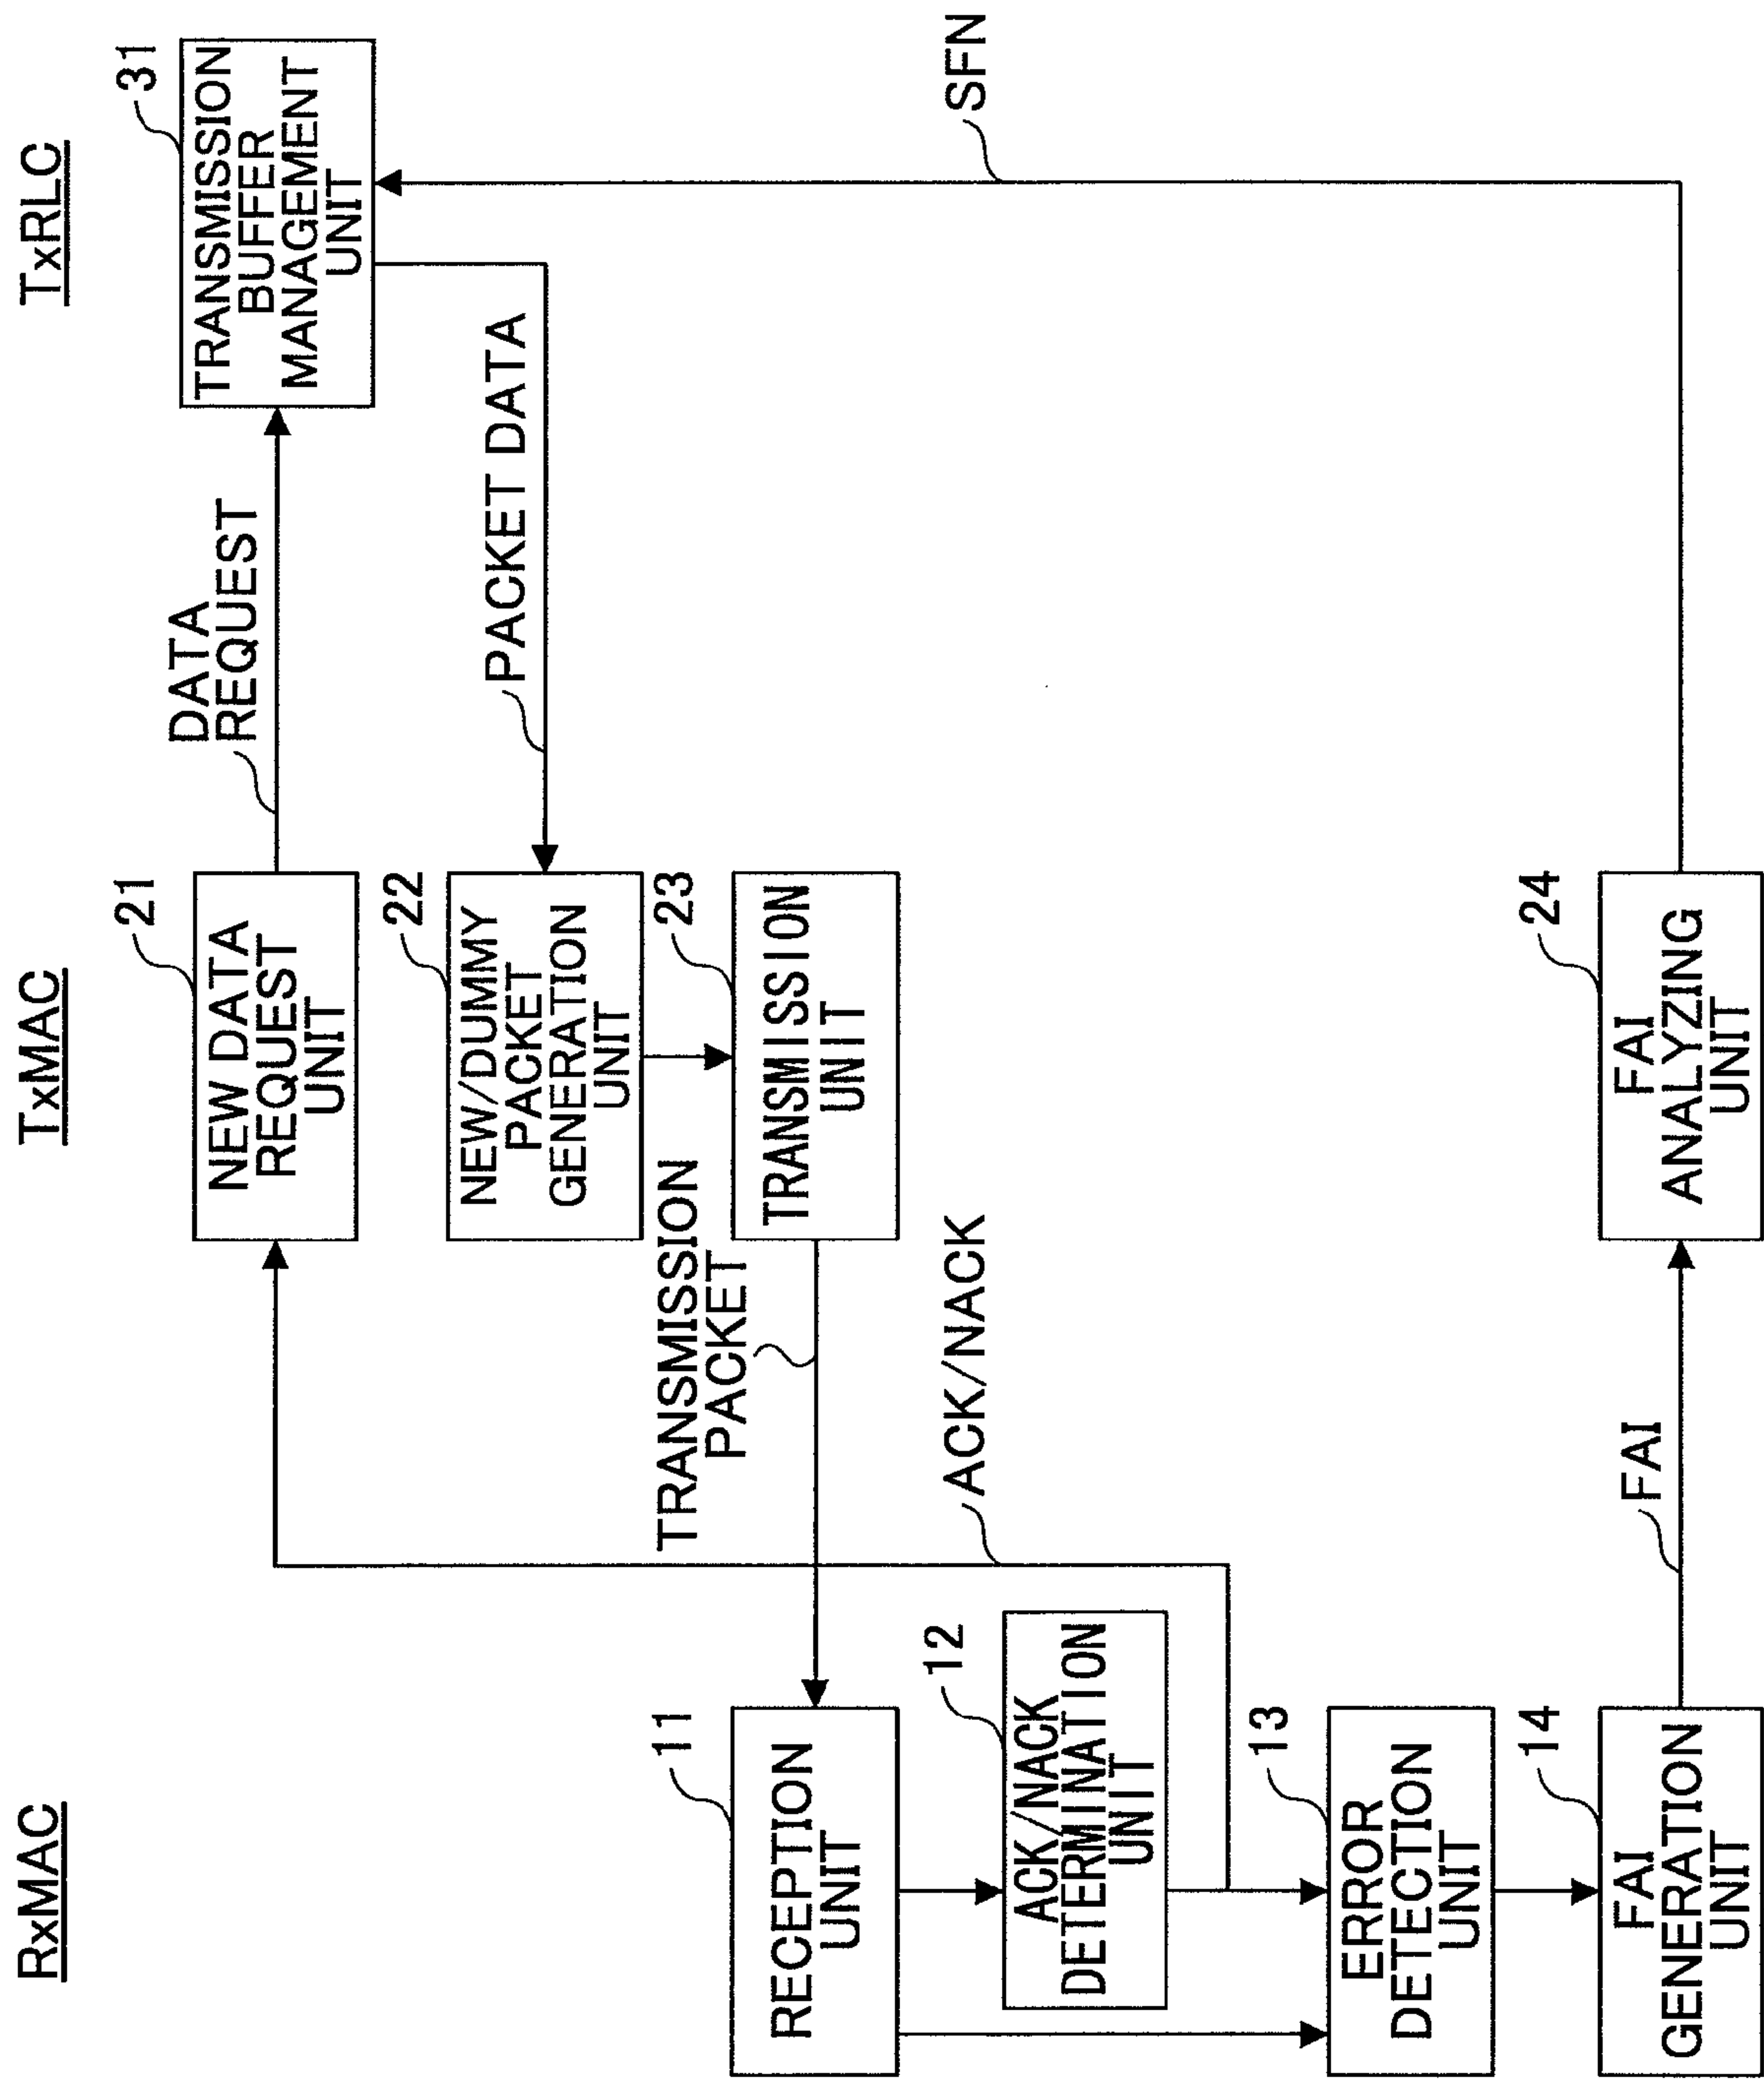 RxMAC
TxMAC
TxRLC
21
NEW DATA
REQUEST
UNIT
DATA
REQUEST
31
TRANSMISSION
BUFFER
MANAGEMENT
UNIT
22
NEW/DUMMY
PACKET
GENERATION
UNIT
PACKET DATA
23
TRANSMISSION
UNIT
TRANSMISSION
PACKET
11
RECEPTION
UNIT
12
ACK/NACK
DETERMINATION
UNIT
ACK/NACK
SFN
13
ERROR
DETECTION
UNIT
14
FAI
GENERATION
UNIT
FAI
24
FAI
ANALYZING
UNIT